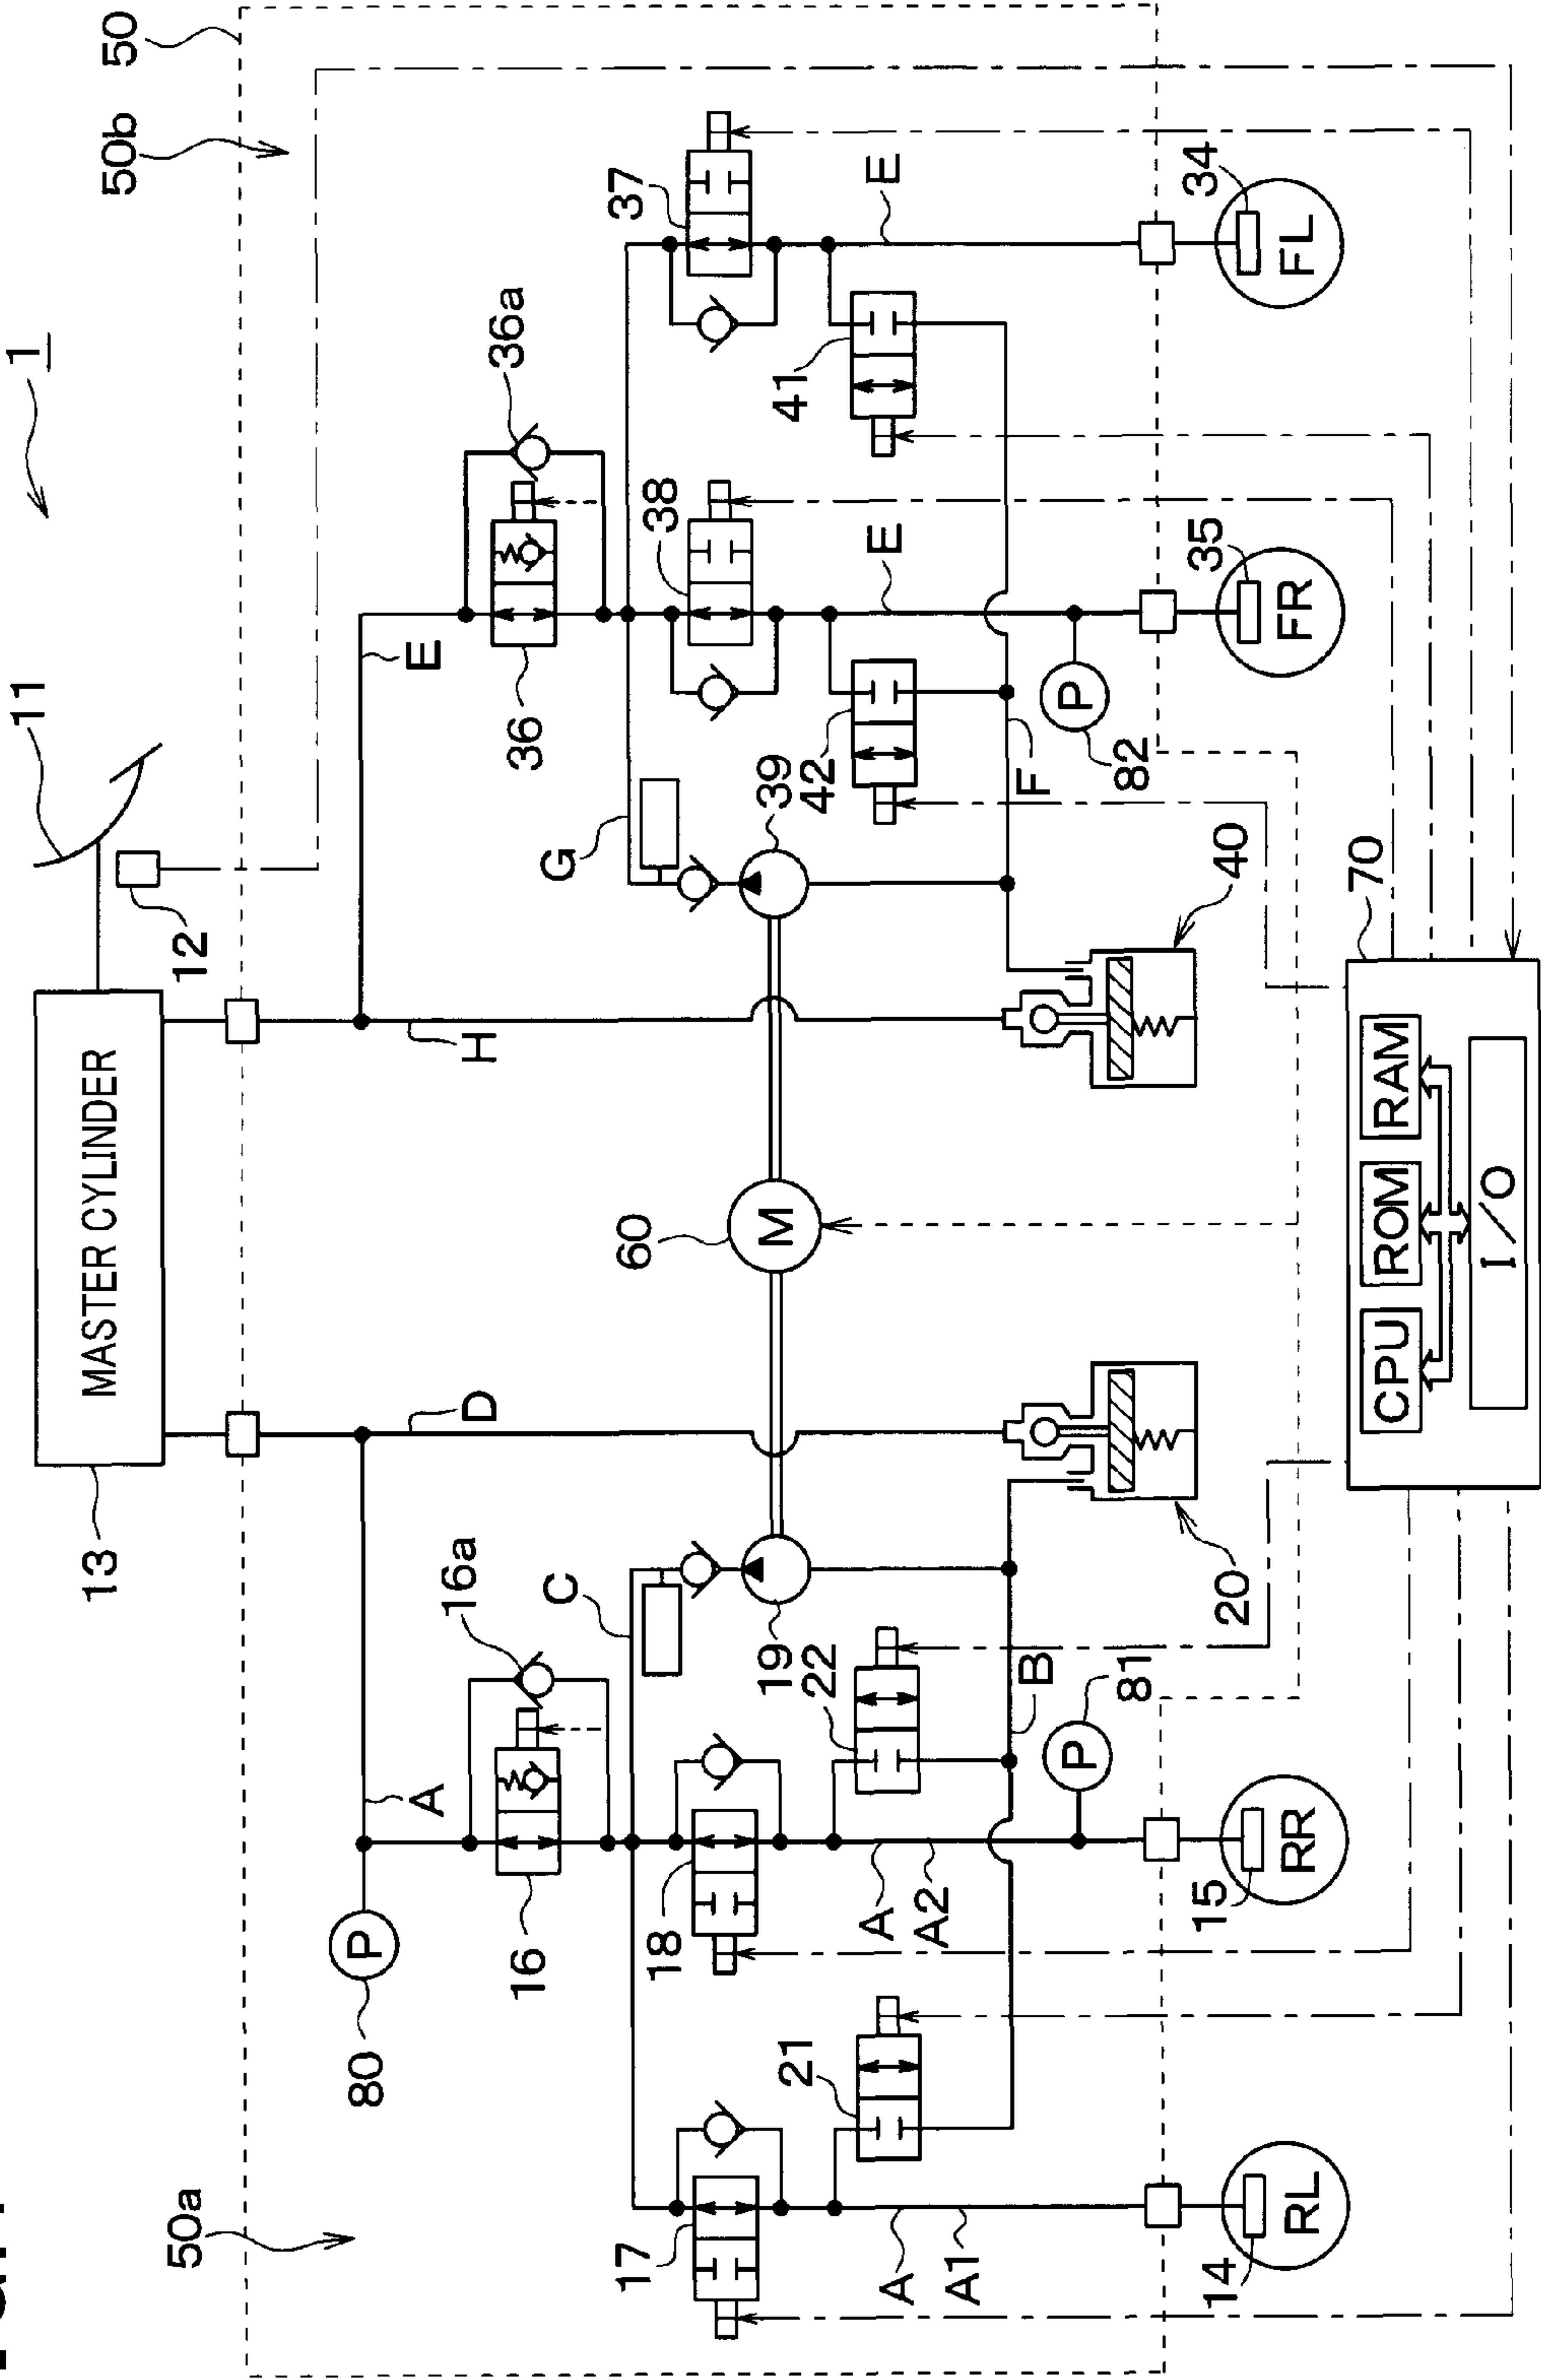 11
1
13
MASTER CYLINDER
50b
50
50a
12
80
P
A
E
16a
D
H
36a
16
36
C
G
17
18
60
38
37
M
21
22
19
39
42
41
A
A
E
E
A1
A2
B
F
P
81
P
82
14
15
20
40
35
34
RL
RR
FR
FL
70
CPU
ROM
RAM
I/O